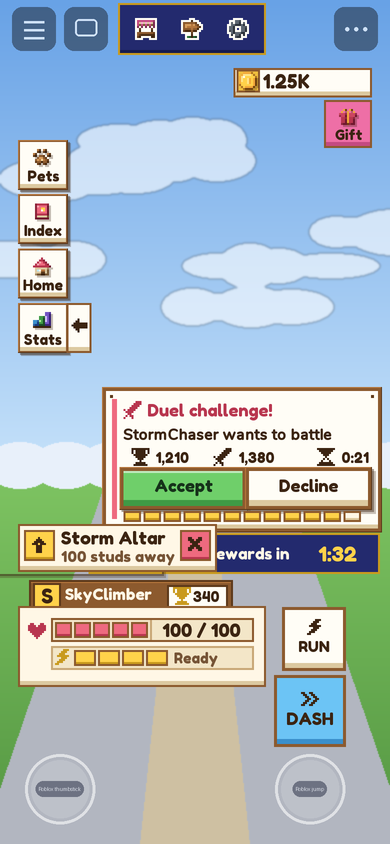 1.25K
Gift
Pets
Index
Home
Stats
Duel challenge!
StormChaser wants to battle
1,210 1,380 0:21
Accept Decline
Storm Altar
100 studs away
ewards in 1:32
S SkyClimber 340
100 / 100
Ready
RUN
DASH
Roblox thumbstick
Roblox jump